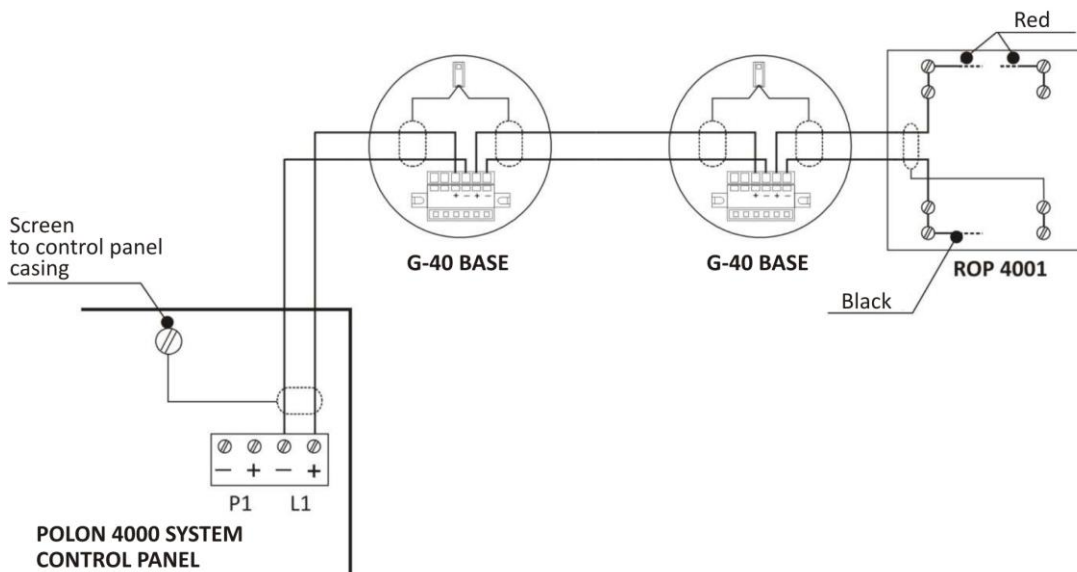 Red
+ - + -
+ - + -
G-40 BASE
G-40 BASE
ROP 4001
Screen
to control panel
casing
Black
— + — +
P1 L1
POLON 4000 SYSTEM
CONTROL PANEL